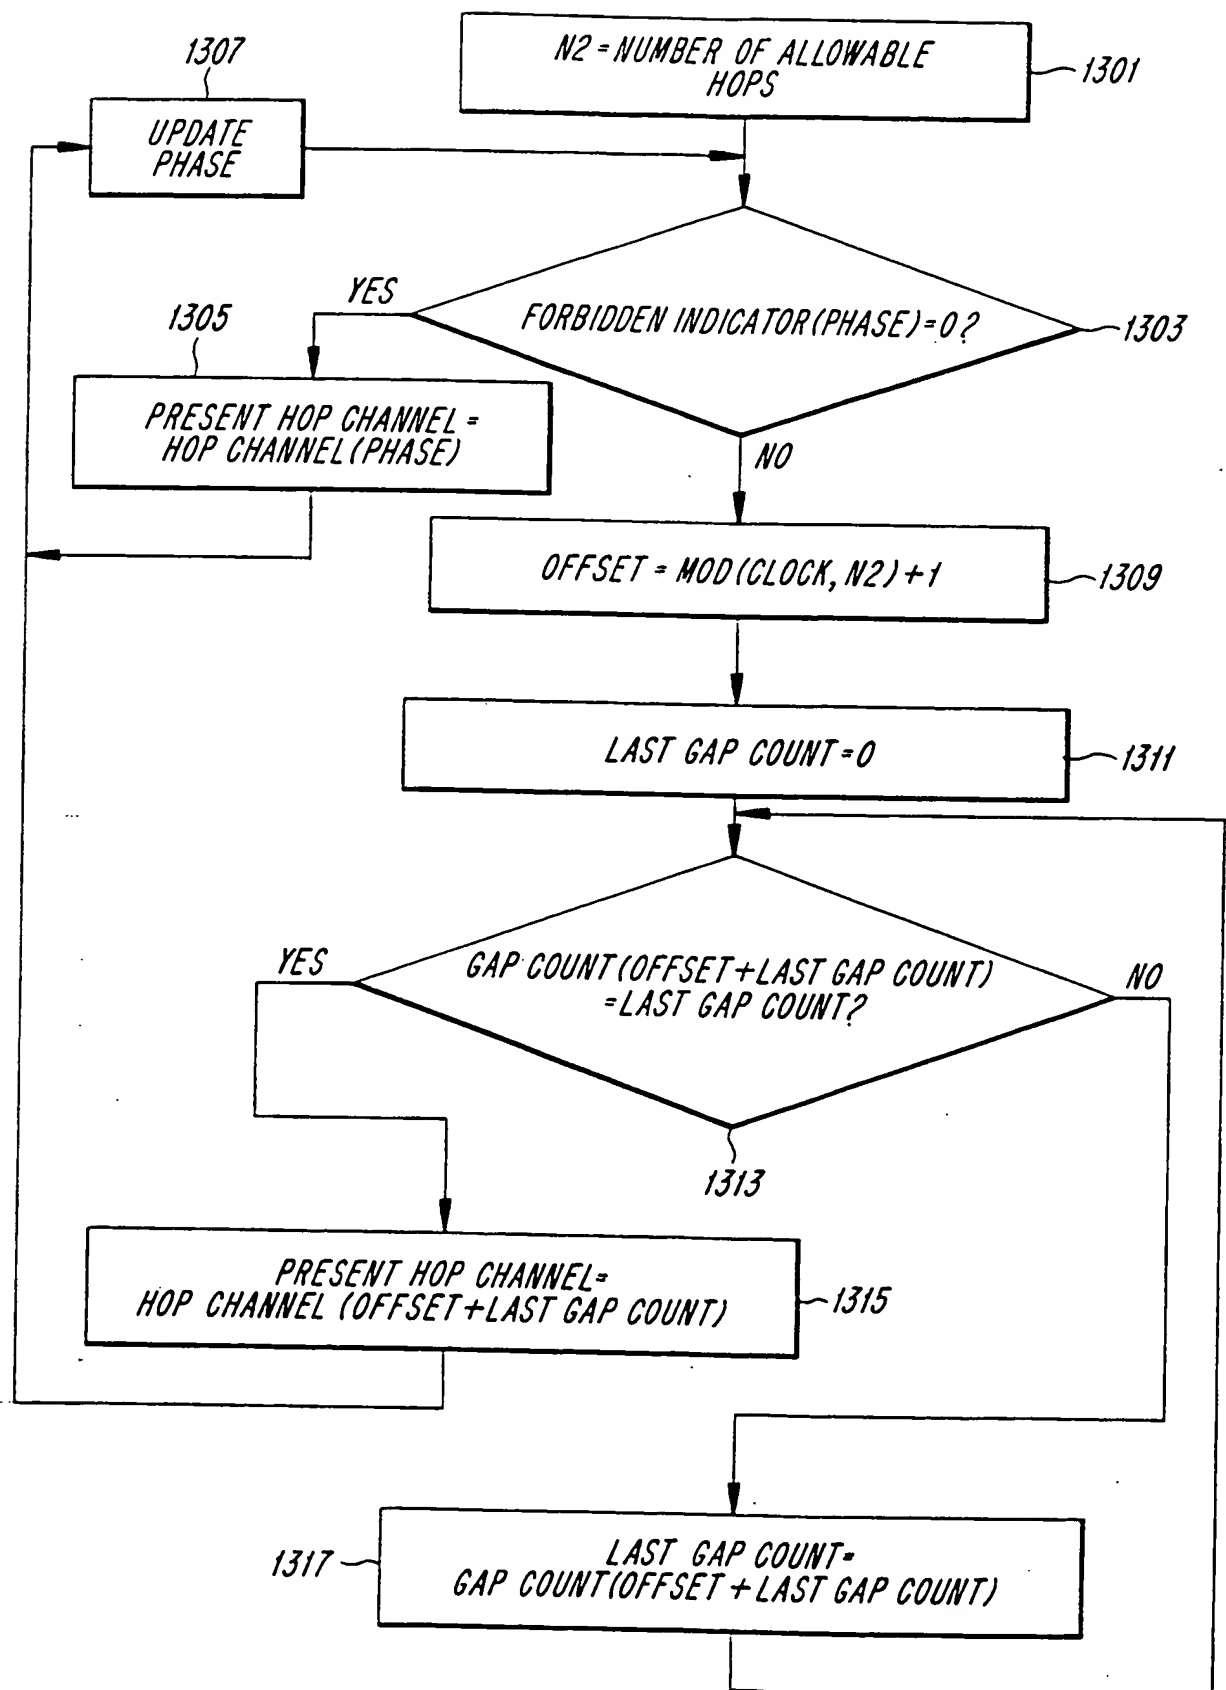 1307
N2=NUMBER OF ALLOWABLE
HOPS
1301
UPDATE
PHASE
YES
1305
FORBIDDEN INDICATOR(PHASE)=0?
1303
PRESENT HOP CHANNEL=
HOP CHANNEL(PHASE)
NO
OFFSET=MOD(CLOCK, N2)+1
1309
LAST GAP COUNT=0
1311
YES
GAP COUNT(OFFSET+LAST GAP COUNT)
=LAST GAP COUNT?
NO
1313
PRESENT HOP CHANNEL=
HOP CHANNEL (OFFSET+LAST GAP COUNT)
1315
1317
LAST GAP COUNT=
GAP COUNT(OFFSET+LAST GAP COUNT)